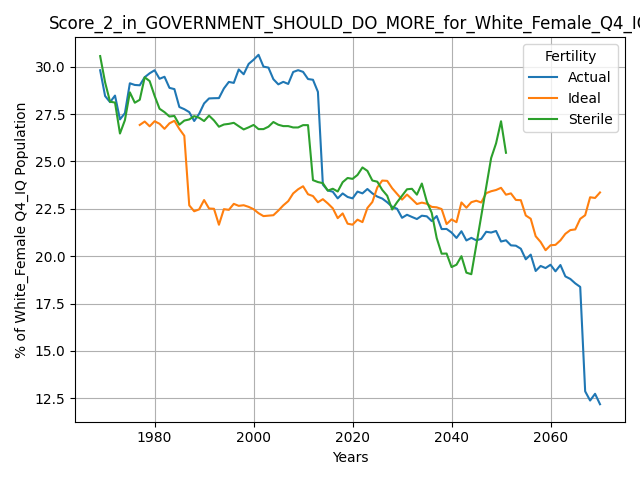 Score_2_in_GOVERNMENT_SHOULD_DO_MORE_for_White_Female_Q4_IQ
Fertility
Actual
Ideal
Sterile
% of White_Female Q4_IQ Population
30.0
27.5
25.0
22.5
20.0
17.5
15.0
12.5
1980
2000
2020
2040
2060
Years